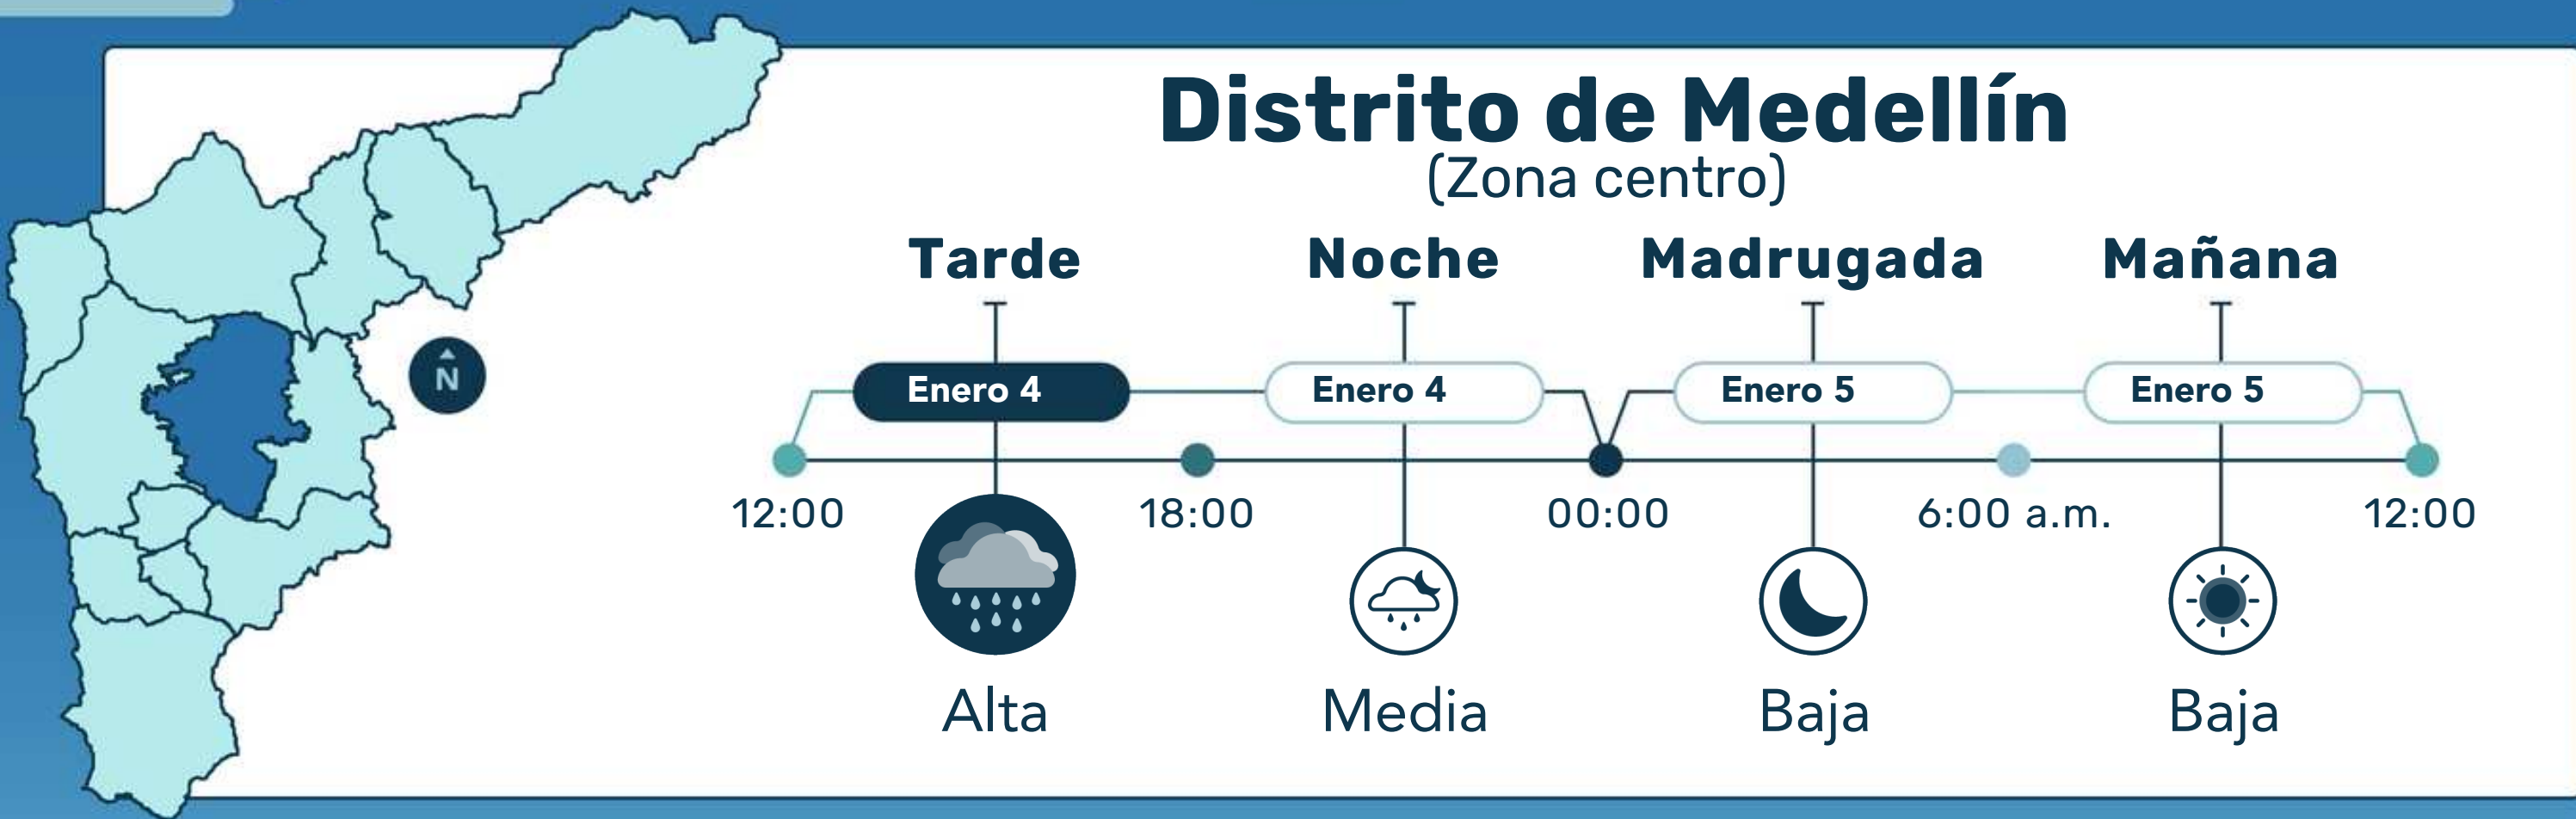 Distrito de Medellín
(Zona centro)
Tarde Noche Madrugada Mañana
N
Enero 4 Enero 4 Enero 5 Enero 5
12:00 18:00 00:00 6:00 a.m. 12:00
Alta Media Baja Baja